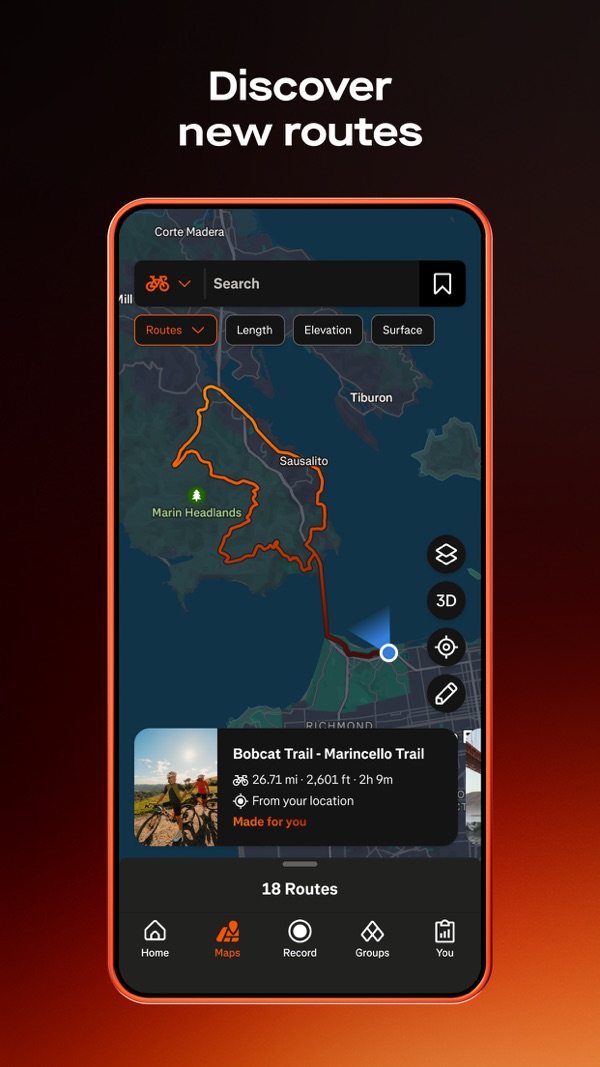 Discover
new routes
Corte Madera
Search
Mill
Routes
Length
Elevation
Surface
Tiburon
Sausalito
Marin Headlands
3D
RICHMOND
Bobcat Trail - Marincello Trail
26.71 mi · 2,601 ft · 2h 9m
From your location
Made for you
18 Routes
Home
Maps
Record
Groups
You